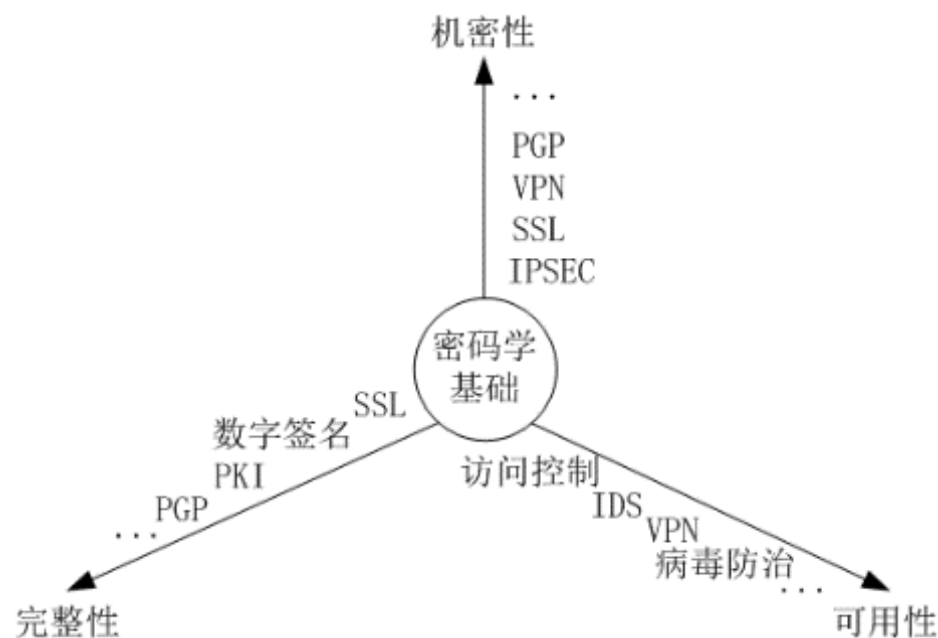 机密性
...
PGP
VPN
SSL
IPSEC
密码学
基础
SSL
数字签名
PKI
PGP
...
访问控制
IDS
VPN
病毒防治
...
完整性
可用性